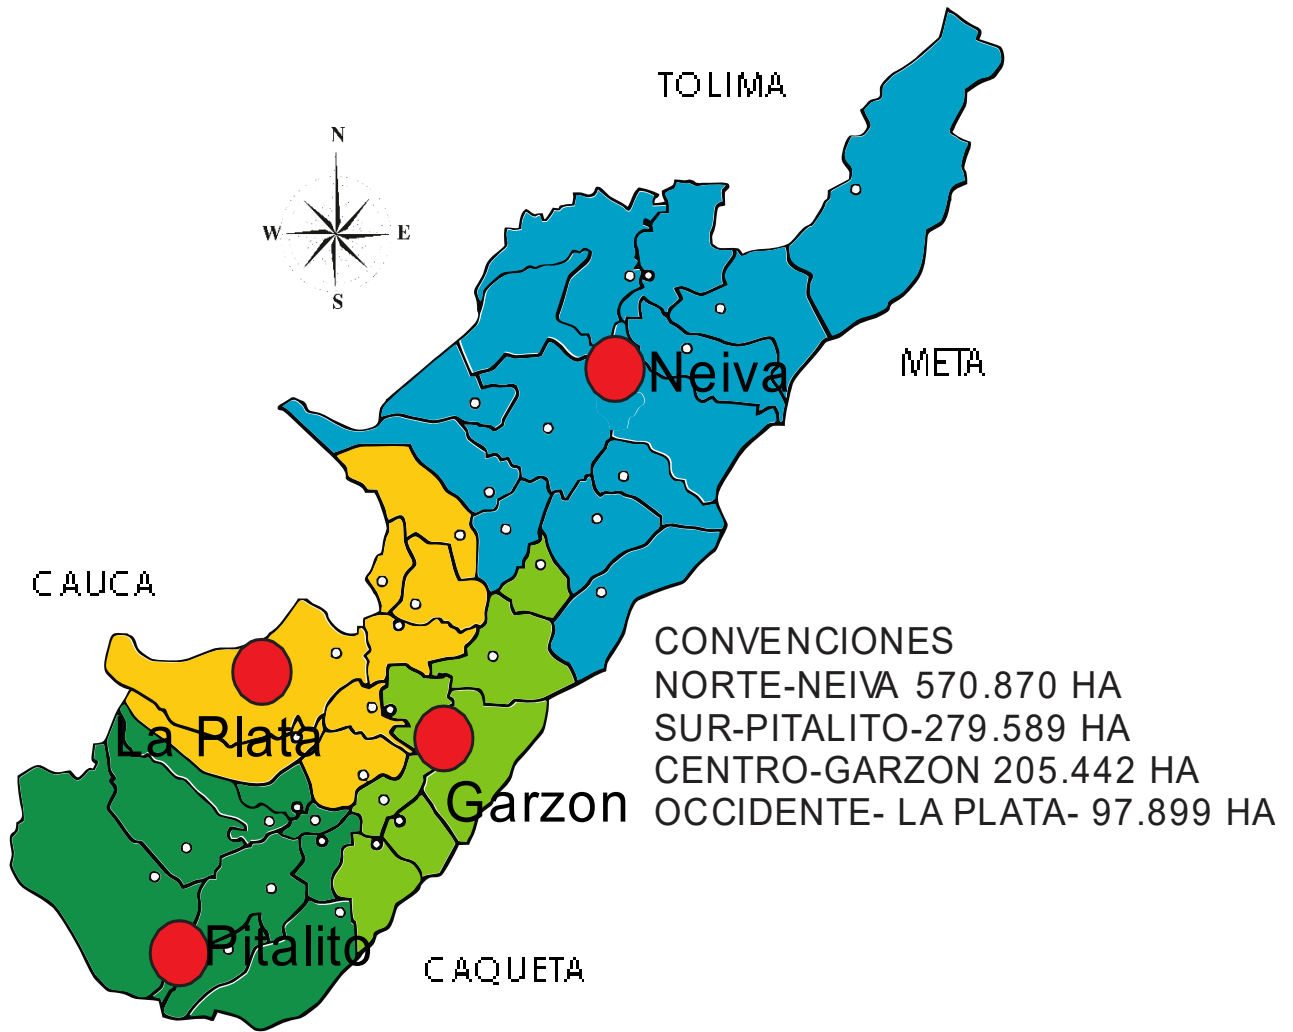 TOLIMA
N
W
E
S
META
Neiva
CAUCA
CONVENCIONES
NORTE-NEIVA 570.870 HA
SUR-PITALITO-279.589 HA
CENTRO-GARZON 205.442 HA
OCCIDENTE- LA PLATA- 97.899 HA
La Plata
Garzon
Pitalito
CAQUETA